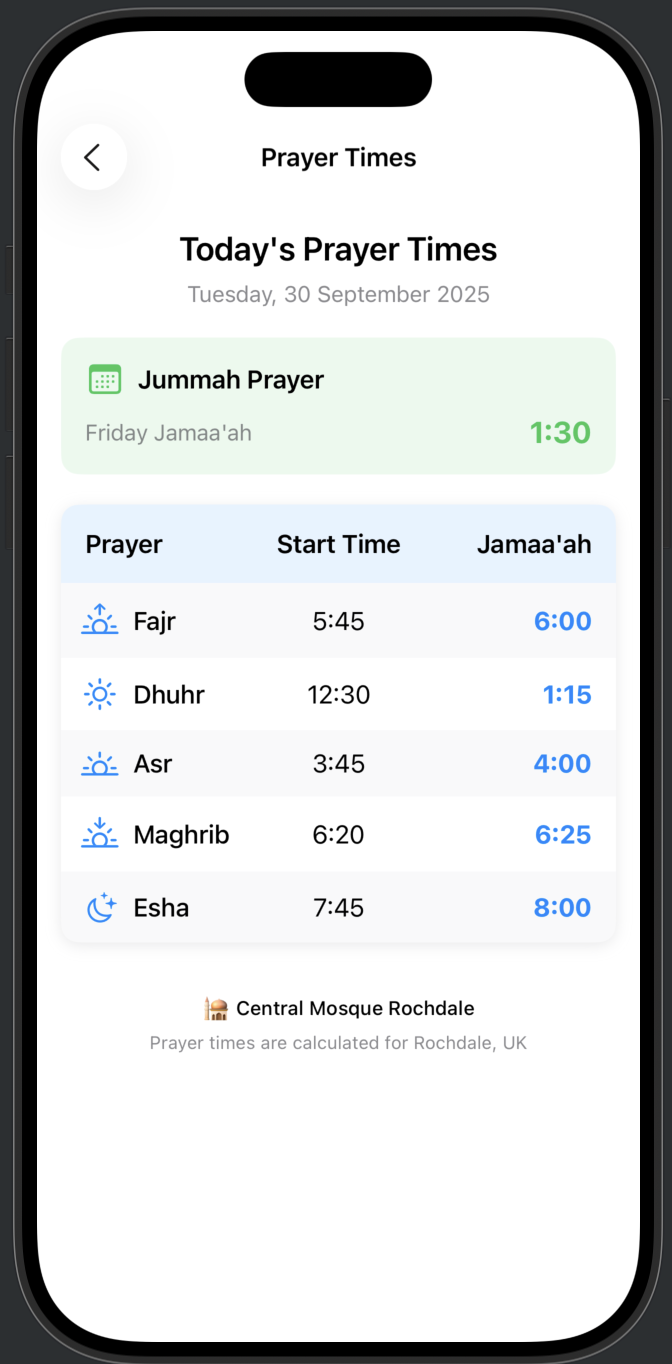 Prayer Times
Today's Prayer Times
Tuesday, 30 September 2025
Jummah Prayer
Friday Jamaa'ah 1:30
Prayer Start Time Jamaa'ah
Fajr 5:45 6:00
Dhuhr 12:30 1:15
Asr 3:45 4:00
Maghrib 6:20 6:25
Esha 7:45 8:00
🕌 Central Mosque Rochdale
Prayer times are calculated for Rochdale, UK